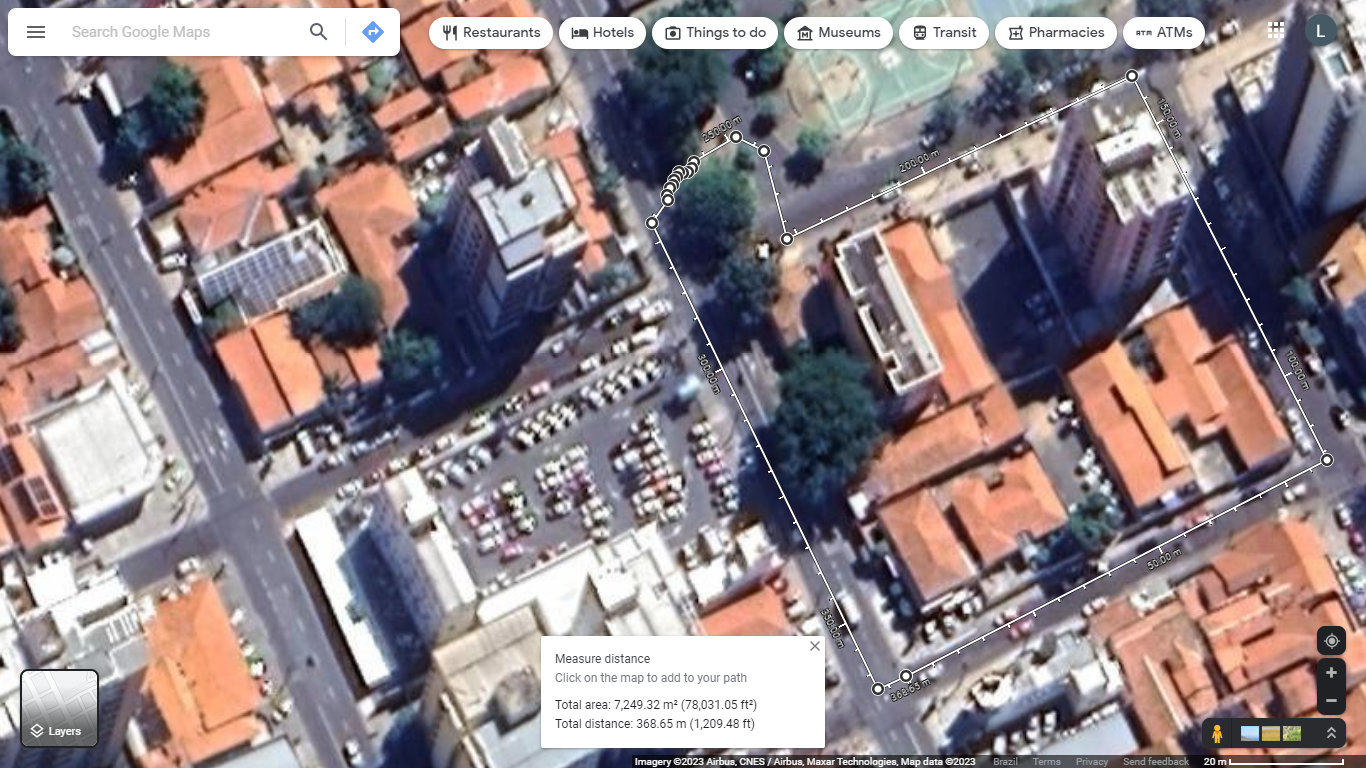 Search Google Maps
Restaurants
Hotels
Things to do
Museums
Transit
Pharmacies
ATM ATMs
L
250.00 m
200.00 m
150.00 m
300.00 m
100.00 m
50.00 m
350.00 m
368.65 m
Measure distance
Click on the map to add to your path
Total area: 7,249.32 m² (78,031.05 ft²)
Total distance: 368.65 m (1,209.48 ft)
Layers
Imagery ©2023 Airbus, CNES / Airbus, Maxar Technologies, Map data ©2023 Brazil Terms Privacy Send feedback 20 m